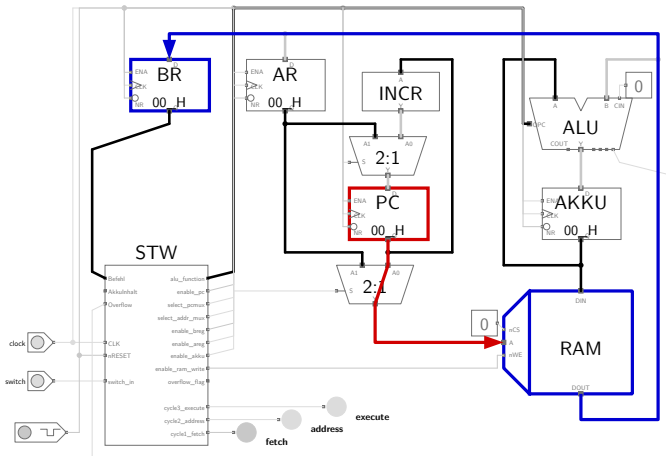 D
ENA
BR
CLK
NR
00_H
D
ENA
AR
CLK
NR
00_H
A
INCR
Y
A1
A0
2:1
S
Y
D
ENA
PC
CLK
NR
00_H
A1
A0
2:1
S
A
B
CIN
0
OPC
ALU
COUT
Y
D
ENA
AKKU
CLK
NR
00_H
STW
Befehl
AkkuInhalt
Overflow
CLK
nRESET
switch_in
alu_function
enable_pc
select_pcmux
select_addr_mux
enable_breg
enable_areg
enable_akku
enable_ram_write
overflow_flag
cycle3_execute
cycle2_address
cycle1_fetch
clock
switch
execute
address
fetch
0
nCS
A
nWE
DIN
RAM
DOUT